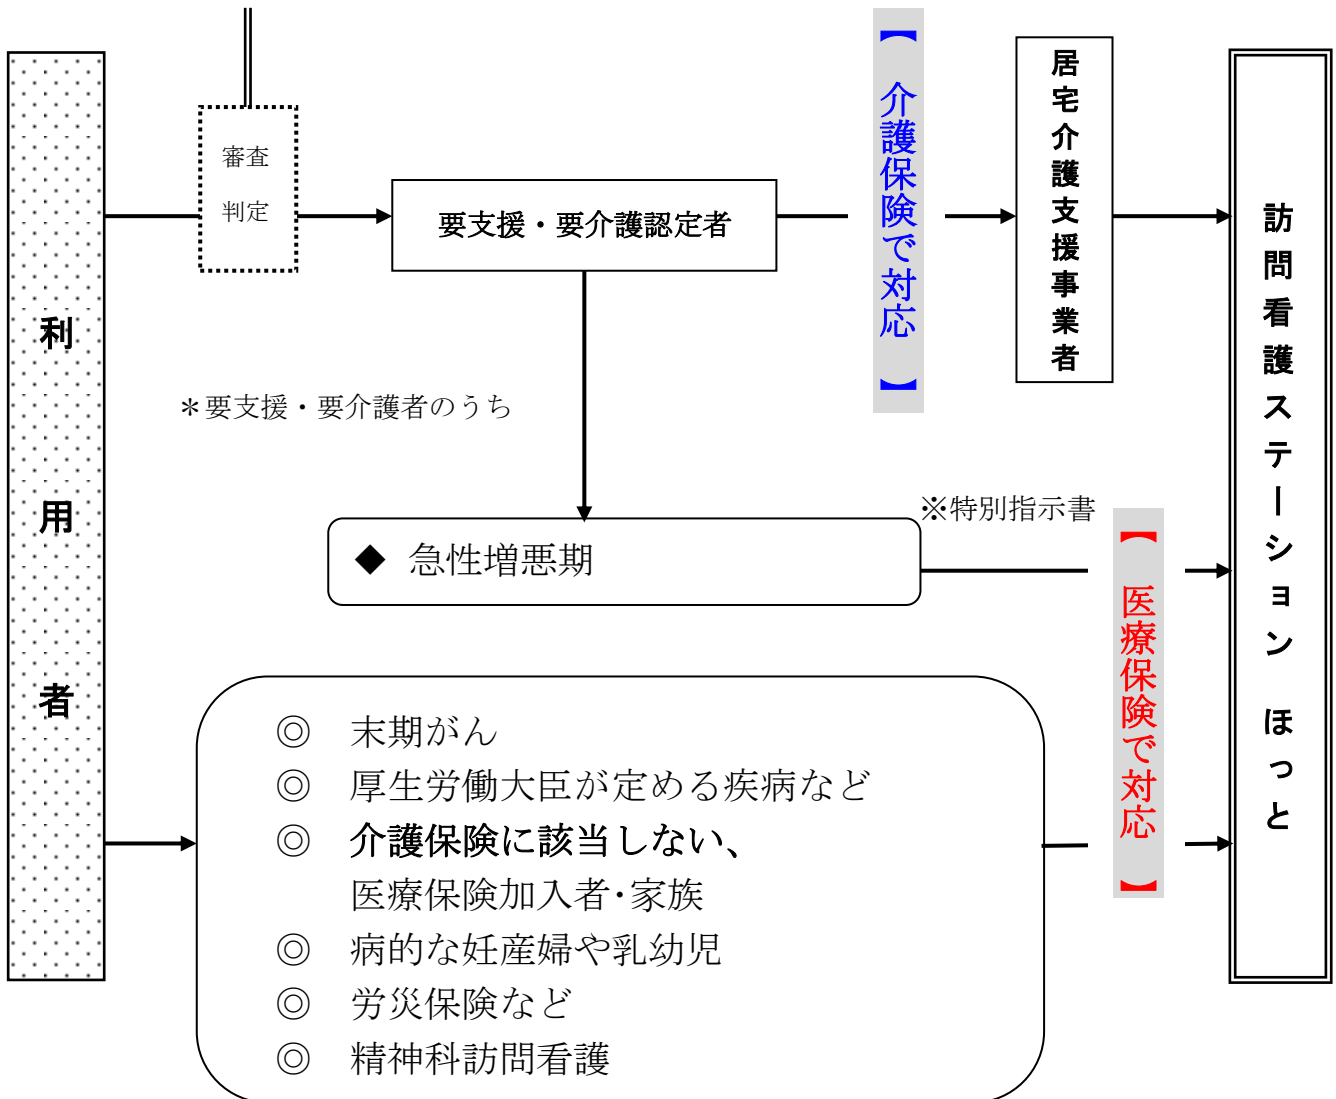 利用者
審査
判定
要支援・要介護認定者
【 介護保険で対応 】
居宅介護支援事業者
訪問看護ステーション ほっと
＊要支援・要介護者のうち
※特別指示書
◆ 急性増悪期
【 医療保険で対応 】
◎ 末期がん
◎ 厚生労働大臣が定める疾病など
◎ 介護保険に該当しない、
医療保険加入者・家族
◎ 病的な妊産婦や乳幼児
◎ 労災保険など
◎ 精神科訪問看護